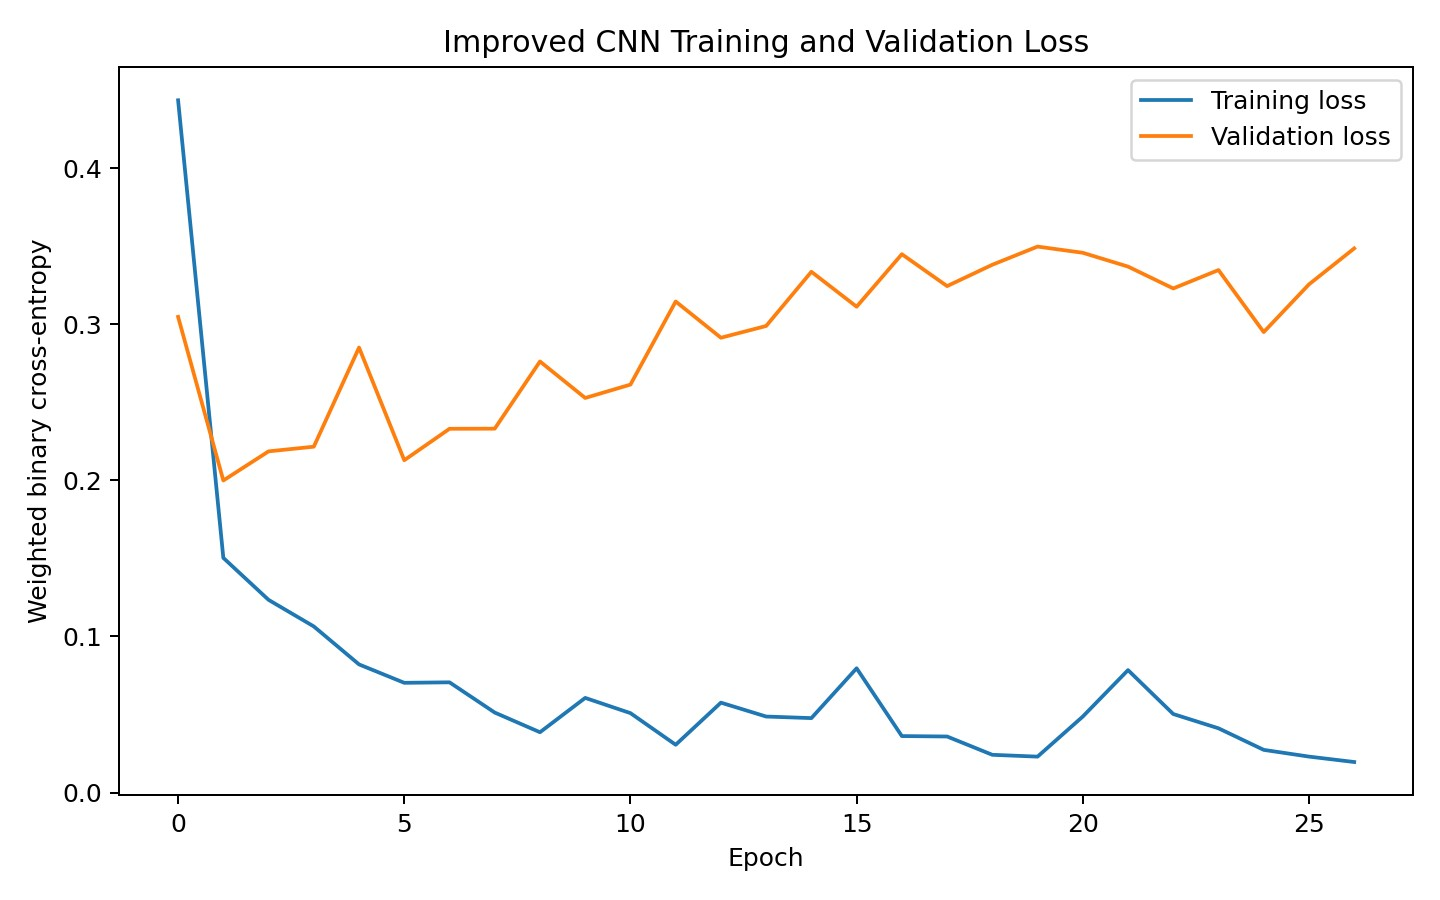 Improved CNN Training and Validation Loss
Training loss
Validation loss
Weighted binary cross-entropy
0.4
0.3
0.2
0.1
0.0
0 5 10 15 20 25
Epoch